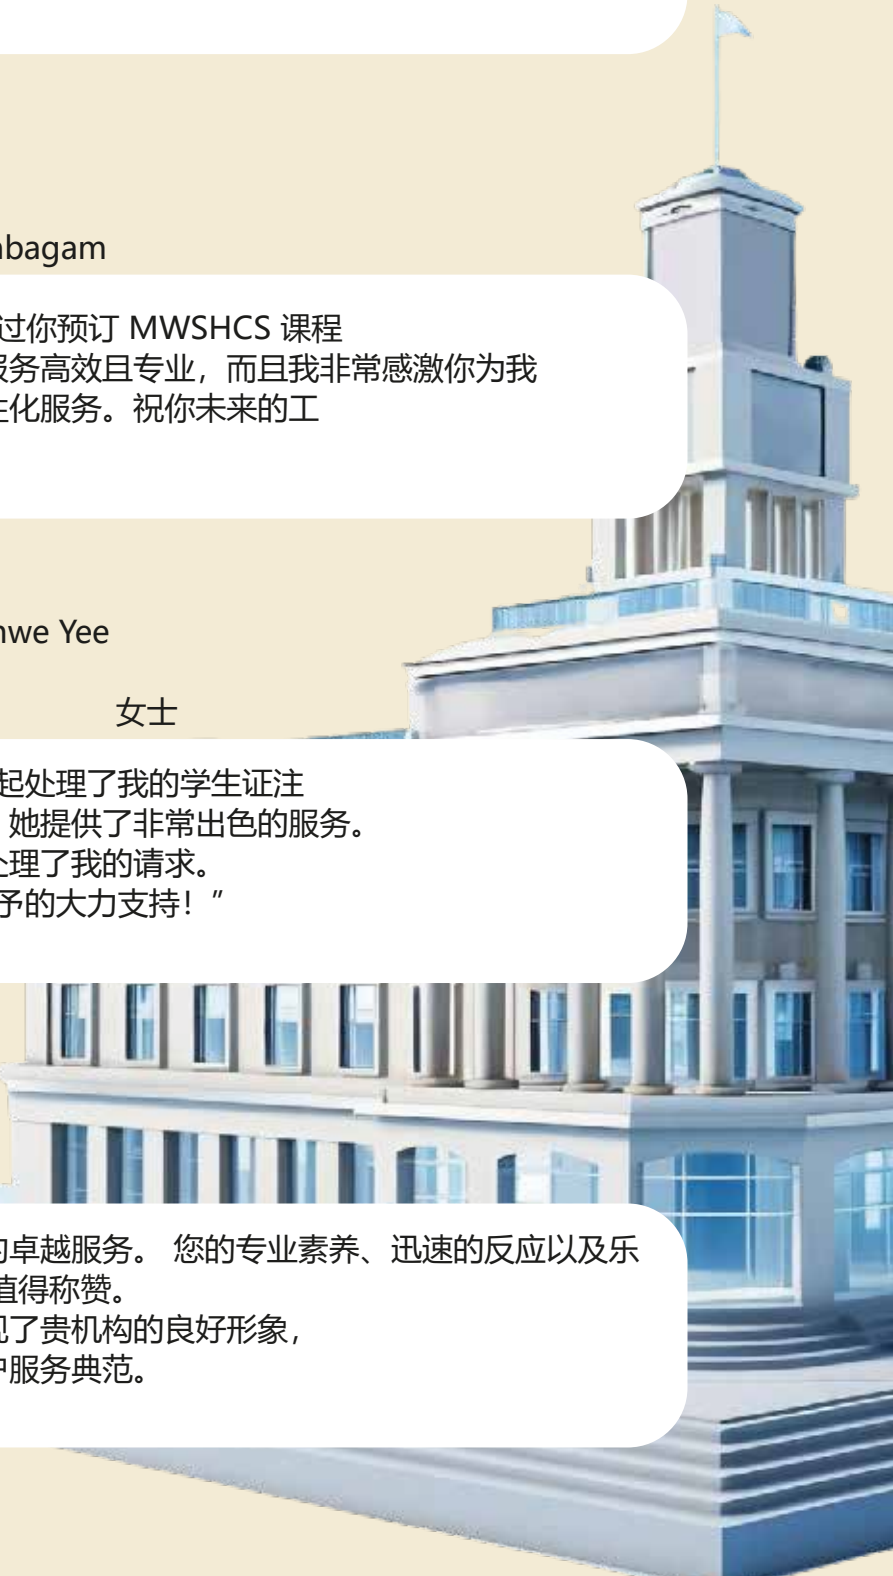 nbagam
过你预订 MWSHCS 课程
服务高效且专业，而且我非常感激你为我
性化服务。祝你未来的工
nwe Yee
女士
起处理了我的学生证注
她提供了非常出色的服务。
处理了我的请求。
予的大力支持！”
的卓越服务。 您的专业素养、迅速的反应以及乐
值得称赞。
现了贵机构的良好形象，
户服务典范。